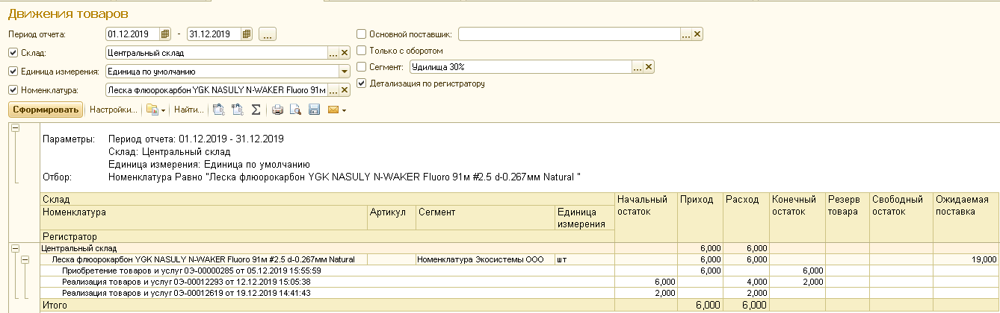 Движения товаров
Период отчета: 01.12.2019 - 31.12.2019 ... Основной поставщик: ... ×
Склад: Центральный склад ... × Только с оборотом
Единица измерения: Единица по умолчанию Сегмент: Удилища 30% ... ×
Номенклатура: Леска флюорокарбон YGK NASULY N-WAKER Fluoro 91м ... × Детализация по регистратору
Сформировать Настройки... Найти... Σ
Параметры: Период отчета: 01.12.2019 - 31.12.2019
Склад: Центральный склад
Единица измерения: Единица по умолчанию
Отбор: Номенклатура Равно "Леска флюорокарбон YGK NASULY N-WAKER Fluoro 91м #2.5 d-0.267мм Natural "
Склад Начальный остаток Приход Расход Конечный остаток Резерв товара Свободный остаток Ожидаемая поставка
Номенклатура Артикул Сегмент Единица измерения
Регистратор
Центральный склад 6,000 6,000
Леска флюорокарбон YGK NASULY N-WAKER Fluoro 91м #2.5 d-0.267мм Natural Номенклатура Экосистемы ООО шт 6,000 6,000 19,000
Приобретение товаров и услуг 0Э-00000285 от 05.12.2019 15:55:59 6,000 6,000
Реализация товаров и услуг 0Э-00012293 от 12.12.2019 15:05:38 6,000 4,000 2,000
Реализация товаров и услуг 0Э-00012619 от 19.12.2019 14:41:43 2,000 2,000
Итого 6,000 6,000